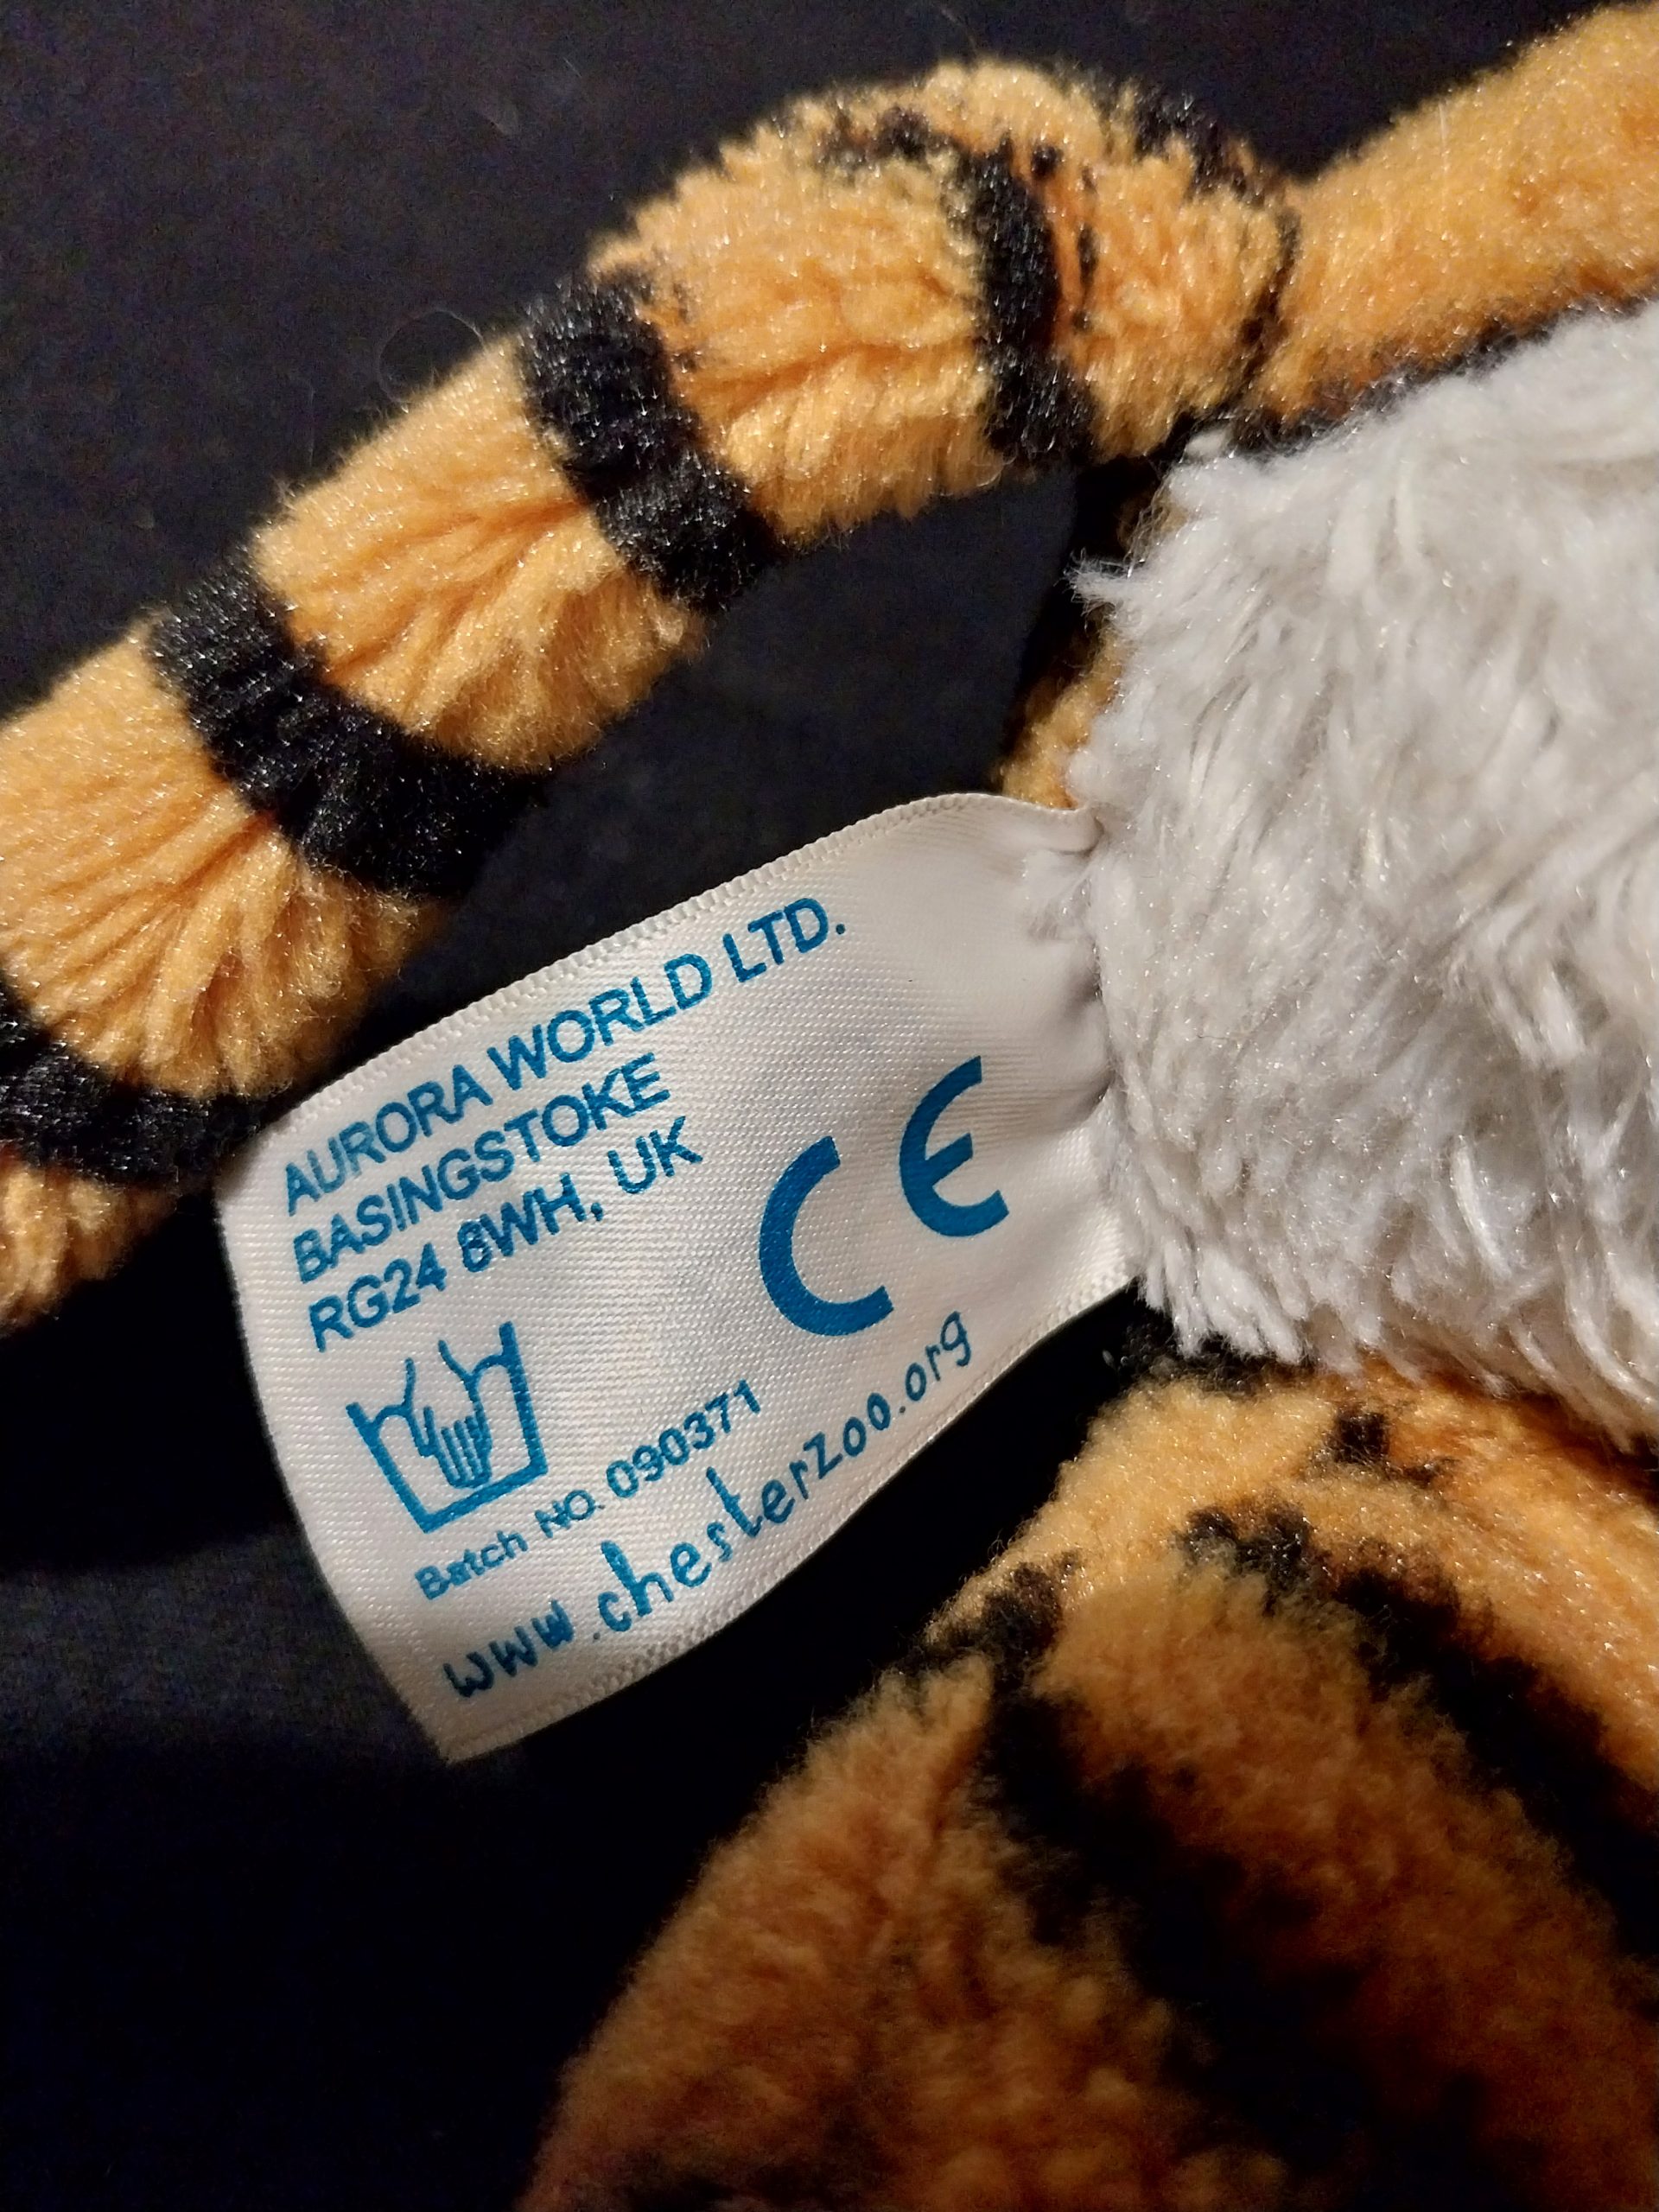 AURORA WORLD LTD.
BASINGSTOKE
RG24 8WH, UK
CE
Batch NO. 090371
www.chesterzoo.org